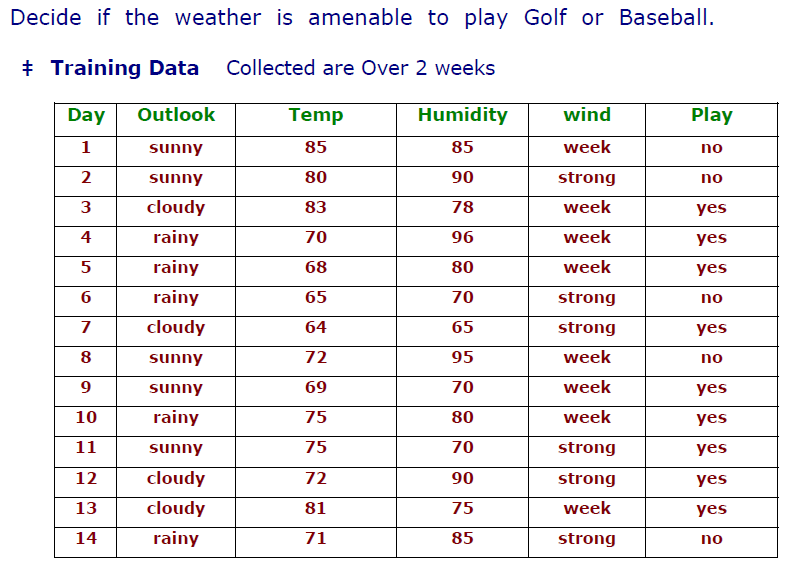 Decide if the weather is amenable to play Golf or Baseball.
‡ Training Data Collected are Over 2 weeks
Day Outlook Temp Humidity wind Play
1 sunny 85 85 week no
2 sunny 80 90 strong no
3 cloudy 83 78 week yes
4 rainy 70 96 week yes
5 rainy 68 80 week yes
6 rainy 65 70 strong no
7 cloudy 64 65 strong yes
8 sunny 72 95 week no
9 sunny 69 70 week yes
10 rainy 75 80 week yes
11 sunny 75 70 strong yes
12 cloudy 72 90 strong yes
13 cloudy 81 75 week yes
14 rainy 71 85 strong no